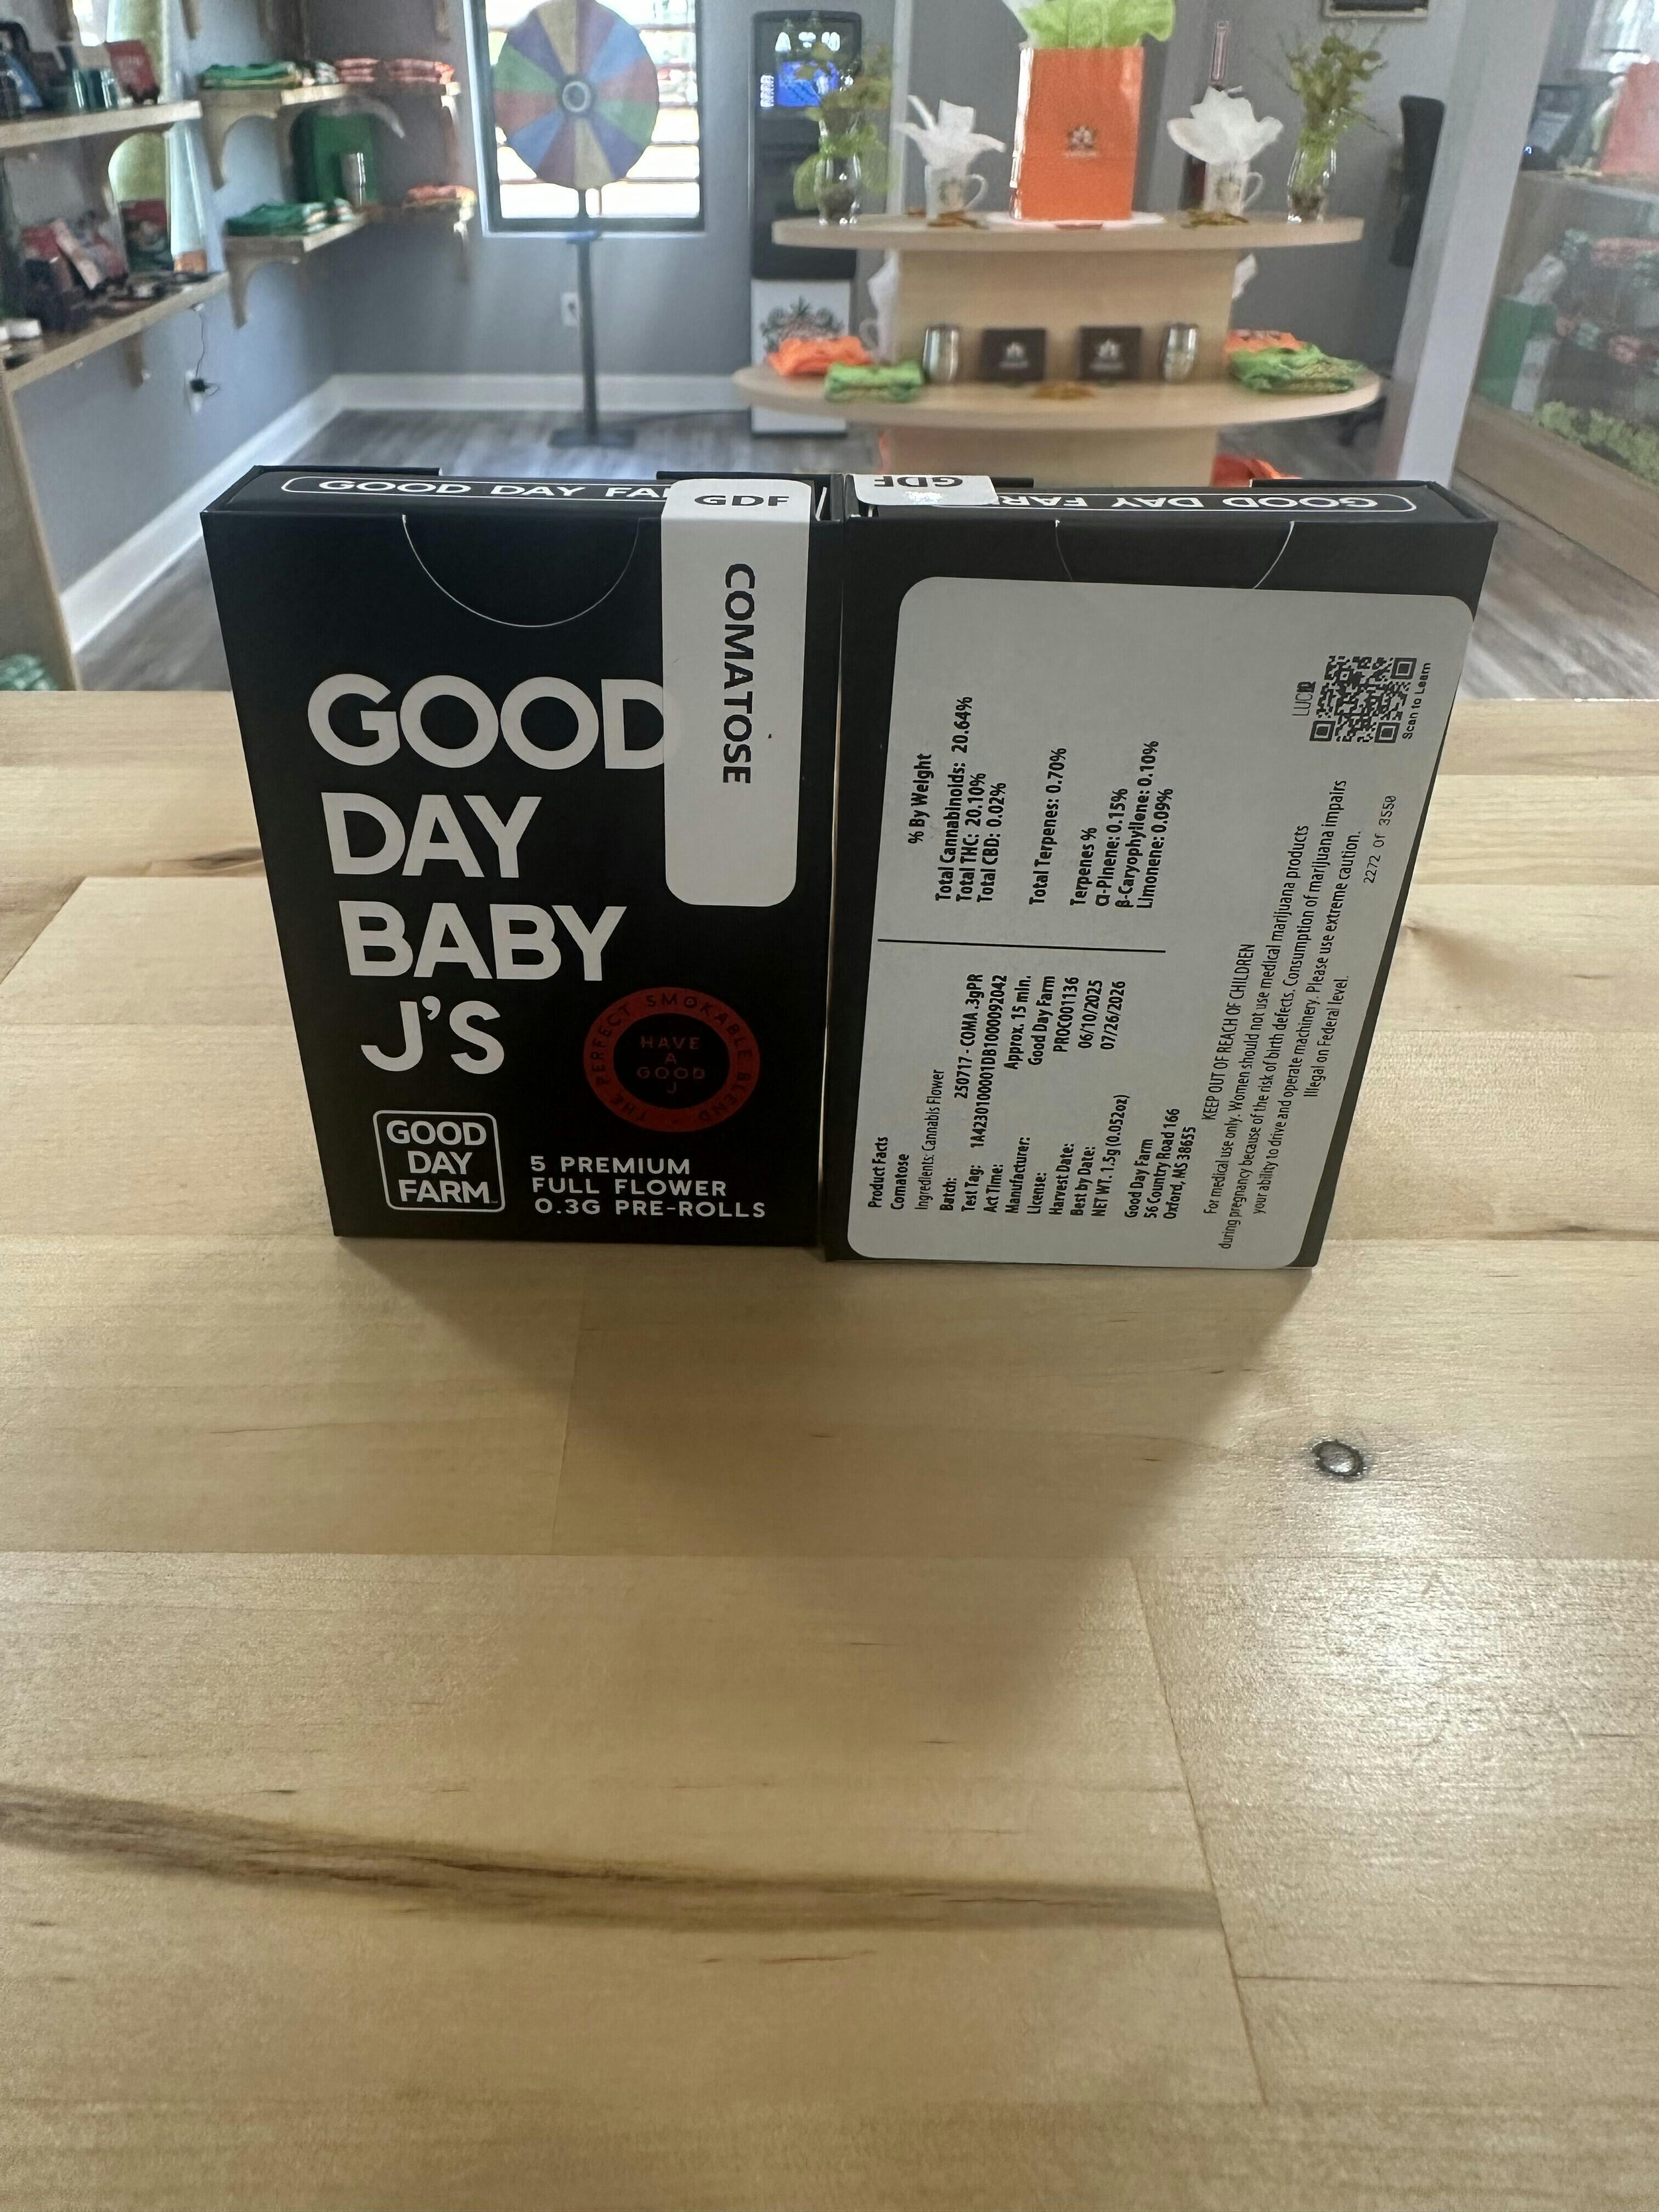 GOOD DAY FA
GDF
COMATOSE
GOOD
DAY
BABY
J'S
THE PERFECT SMOKABLE BLEND
HAVE
A
GOOD
J
GOOD
DAY
FARM
5 PREMIUM
FULL FLOWER
0.3G PRE-ROLLS
GDF
GOOD DAY FAR
Product Facts
Comatose
Ingredients: Cannabis Flower
Batch: 250717 - COMA .3gPR
Test Tag: 1A4230100001DB1000092042
Act Time: Approx. 15 min.
Manufacturer: Good Day Farm
License: PROC001136
Harvest Date: 06/10/2025
Best by Date: 07/26/2026
NET WT. 1.5g (0.052oz)
Good Day Farm
56 Country Road 166
Oxford, MS 38655
% By Weight
Total Cannabinoids: 20.64%
Total THC: 20.10%
Total CBD: 0.02%
Total Terpenes: 0.70%
Terpenes %
α-Pinene: 0.15%
β-Caryophyllene: 0.10%
Limonene: 0.09%
KEEP OUT OF REACH OF CHILDREN
For medical use only. Women should not use medical marijuana products
during pregnancy because of the risk of birth defects. Consumption of marijuana impairs
your ability to drive and operate machinery. Please use extreme caution.
Illegal on Federal level.
2272 Of 3550
LUCID
Scan to Learn